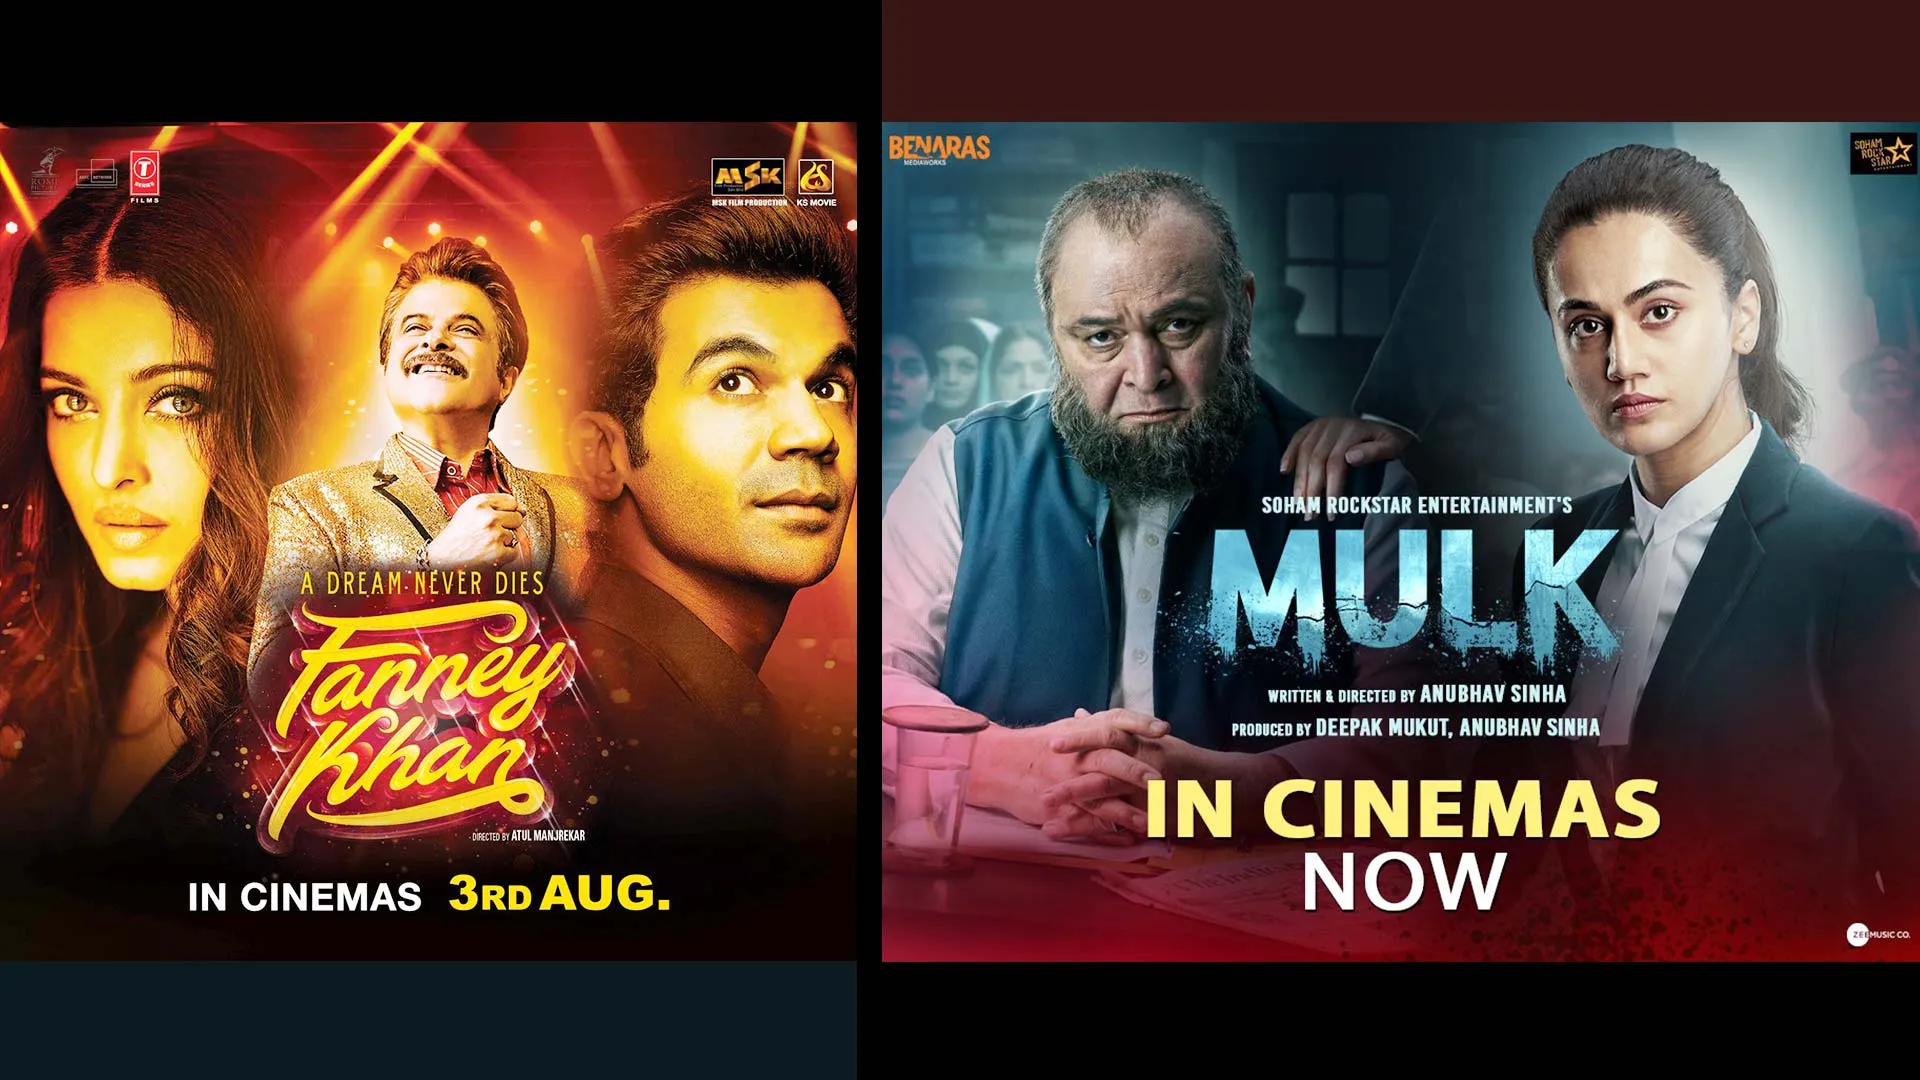 T
SERIES
FILMS
MSK
MSK FILM PRODUCTION
KS MOVIE
A DREAM NEVER DIES
Fanney
Khan
DIRECTED BY ATUL MANJREKAR
IN CINEMAS 3RD AUG.
BENARAS
MEDIAWORKS
SOHAM
ROCK
STAR
ENTERTAINMENT
SOHAM ROCKSTAR ENTERTAINMENT'S
MULK
WRITTEN & DIRECTED BY ANUBHAV SINHA
PRODUCED BY DEEPAK MUKUT, ANUBHAV SINHA
IN CINEMAS
NOW
ZEE MUSIC CO.